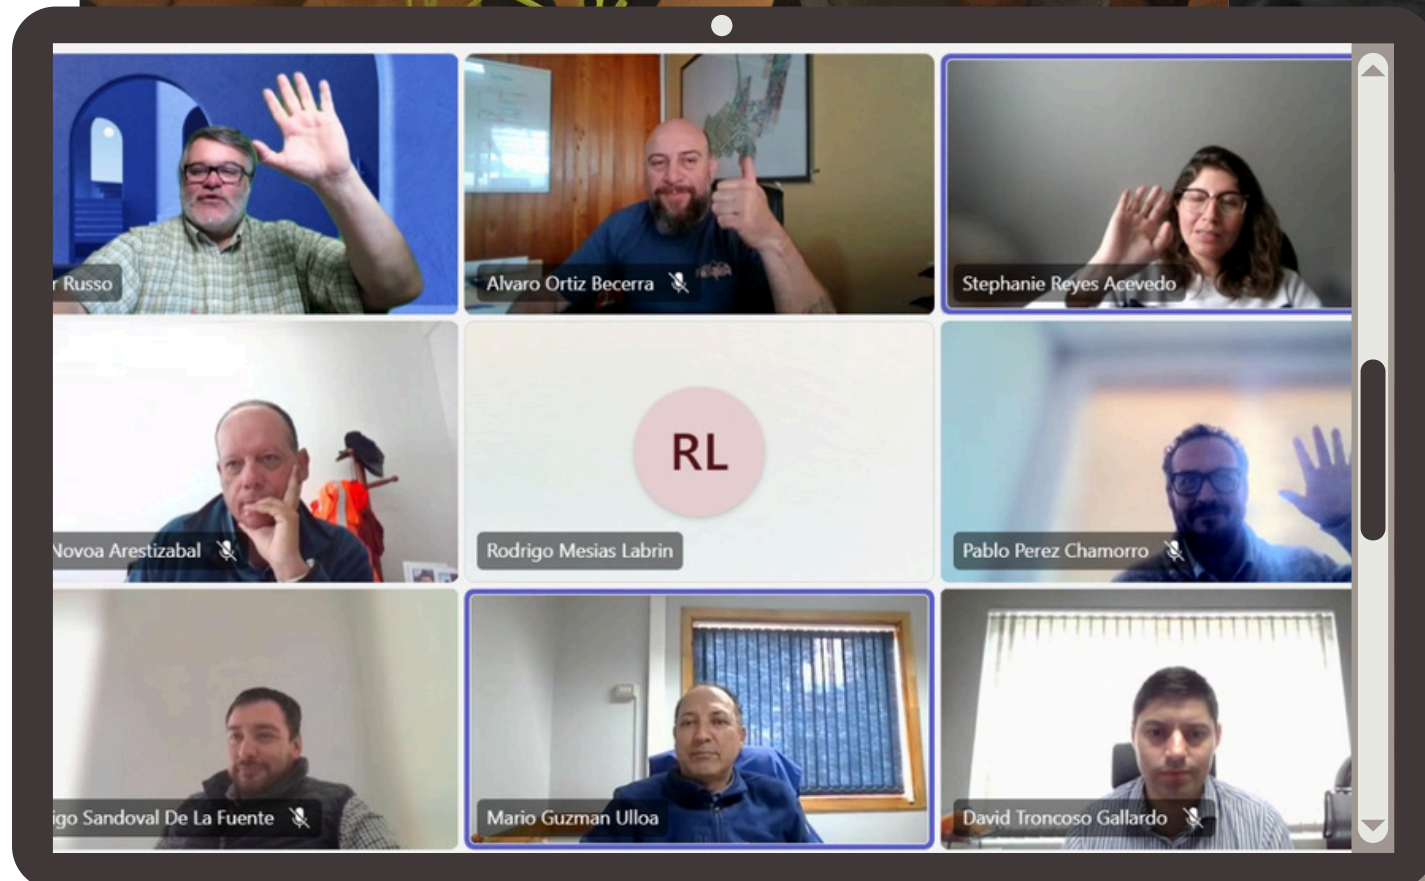 r Russo
Alvaro Ortiz Becerra
Stephanie Reyes Acevedo
Novoa Arestizabal
RL
Rodrigo Mesias Labrin
Pablo Perez Chamorro
igo Sandoval De La Fuente
Mario Guzman Ulloa
David Troncoso Gallardo